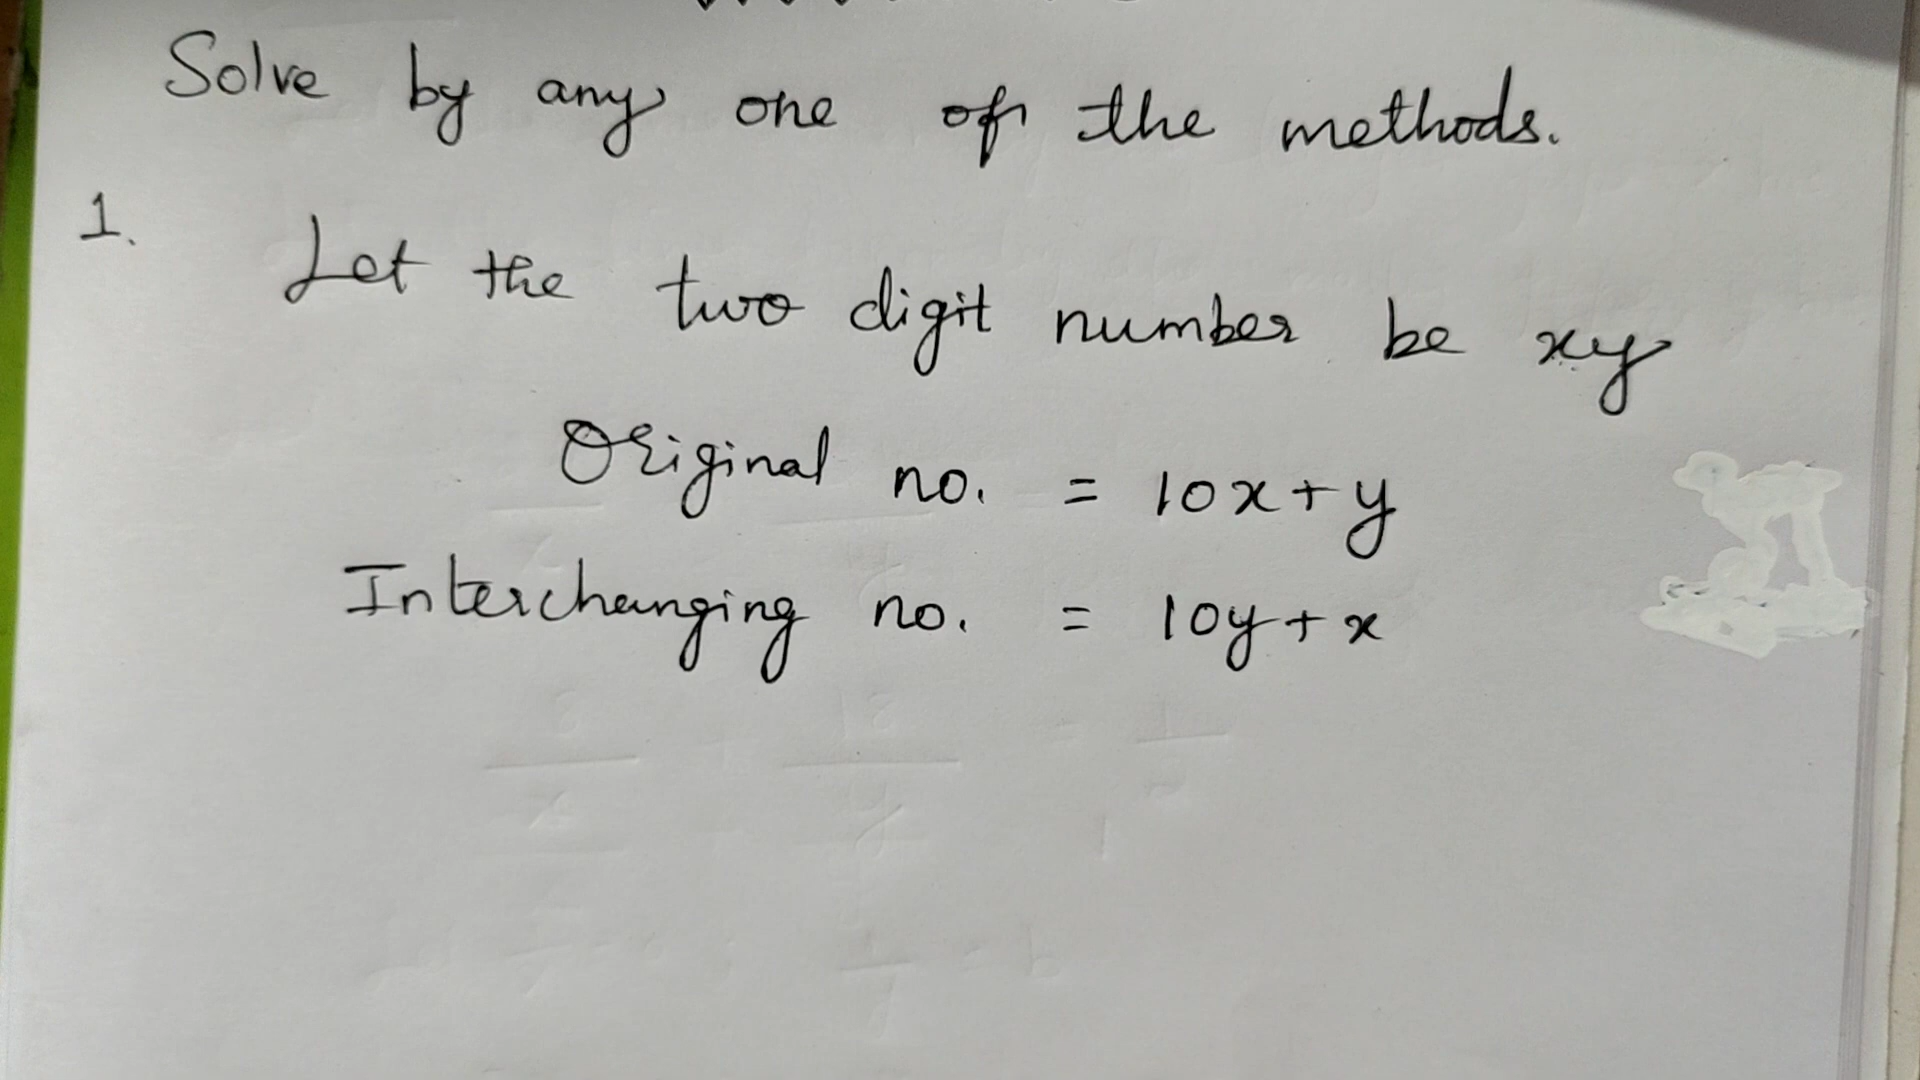 Solve by any one of the methods.
1. Let the two digit number be xy
Original no. = 10x+y
Interchanging no. = 10y+x